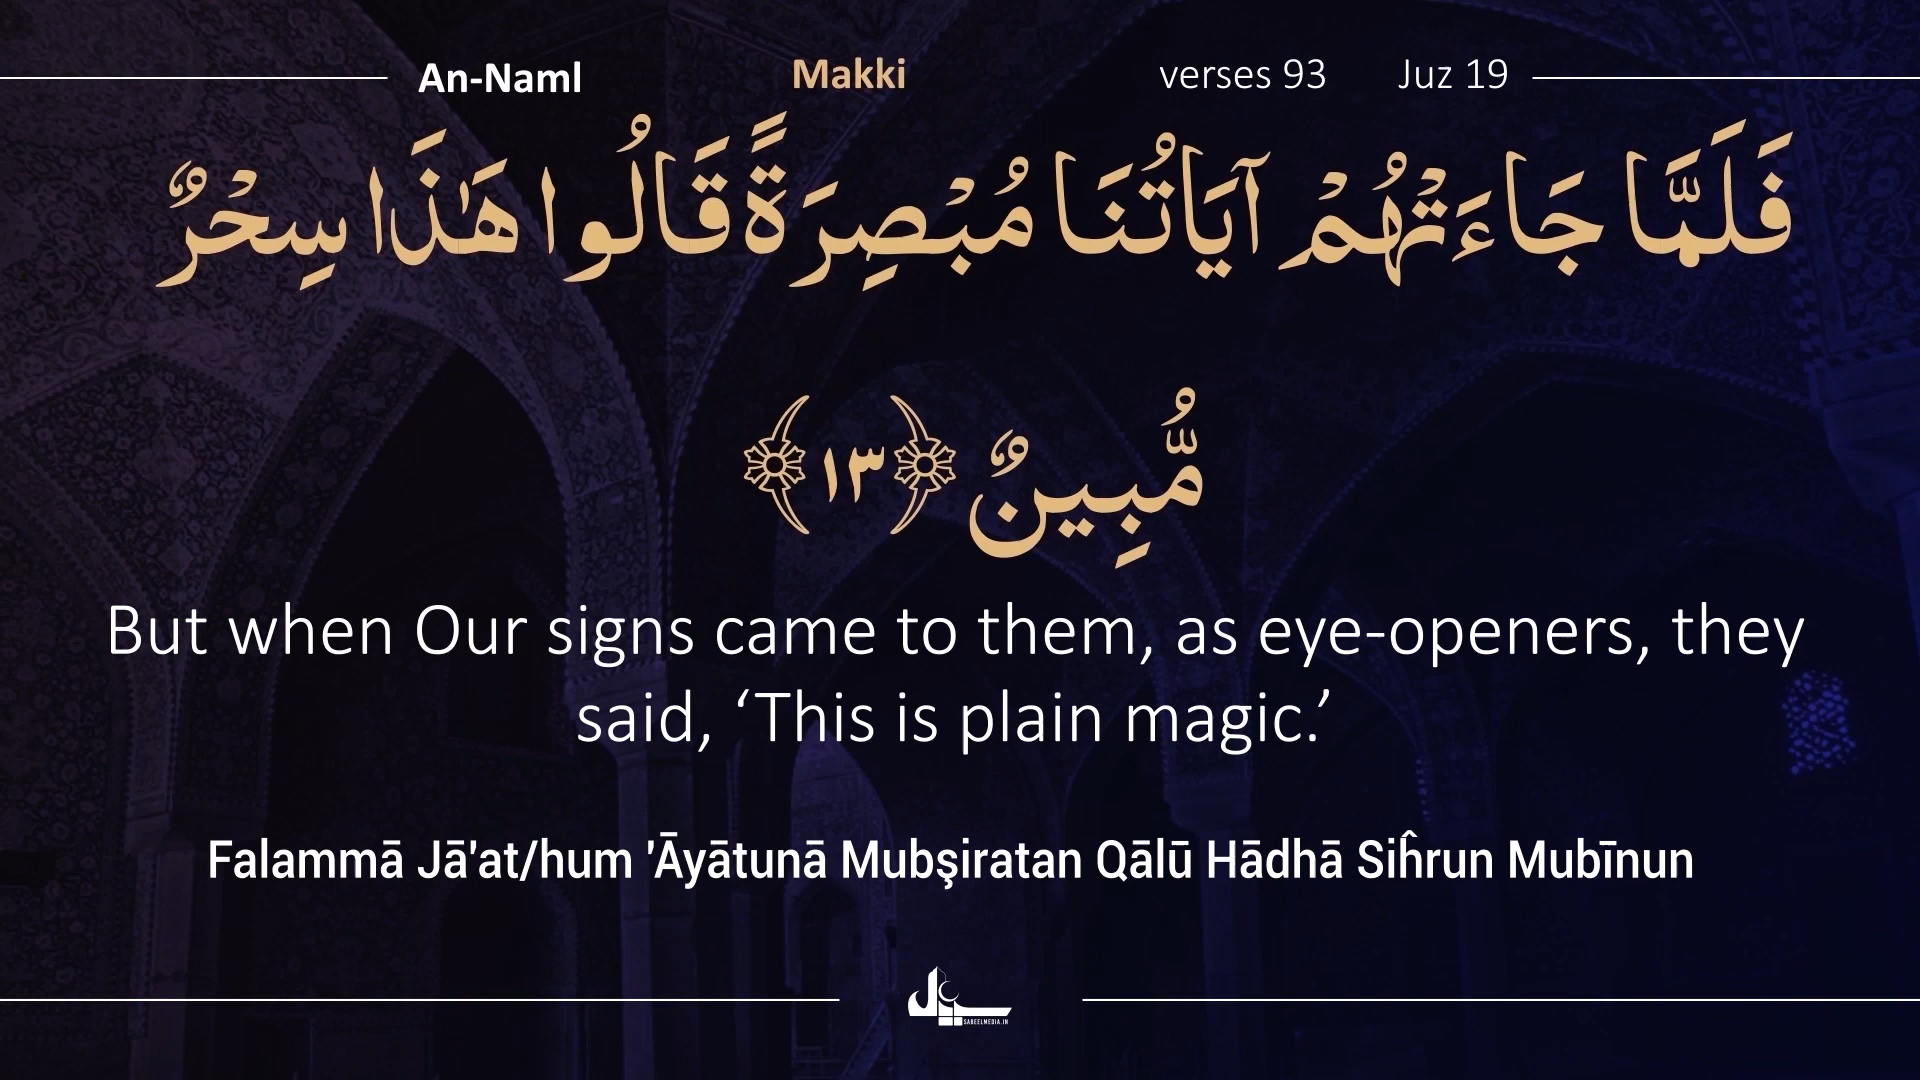 An-Naml Makki verses 93 Juz 19
فَلَمَّا جَاءَتْهُمْ آيَاتُنَا مُبْصِرَةً قَالُوا هَٰذَا سِحْرٌ
مُّبِينٌ ﴿١٣﴾
But when Our signs came to them, as eye-openers, they
said, ‘This is plain magic.’
Falammā Jā'at/hum 'Āyātunā Mubşiratan Qālū Hādhā Siĥrun Mubīnun
SABEELMEDIA.IN